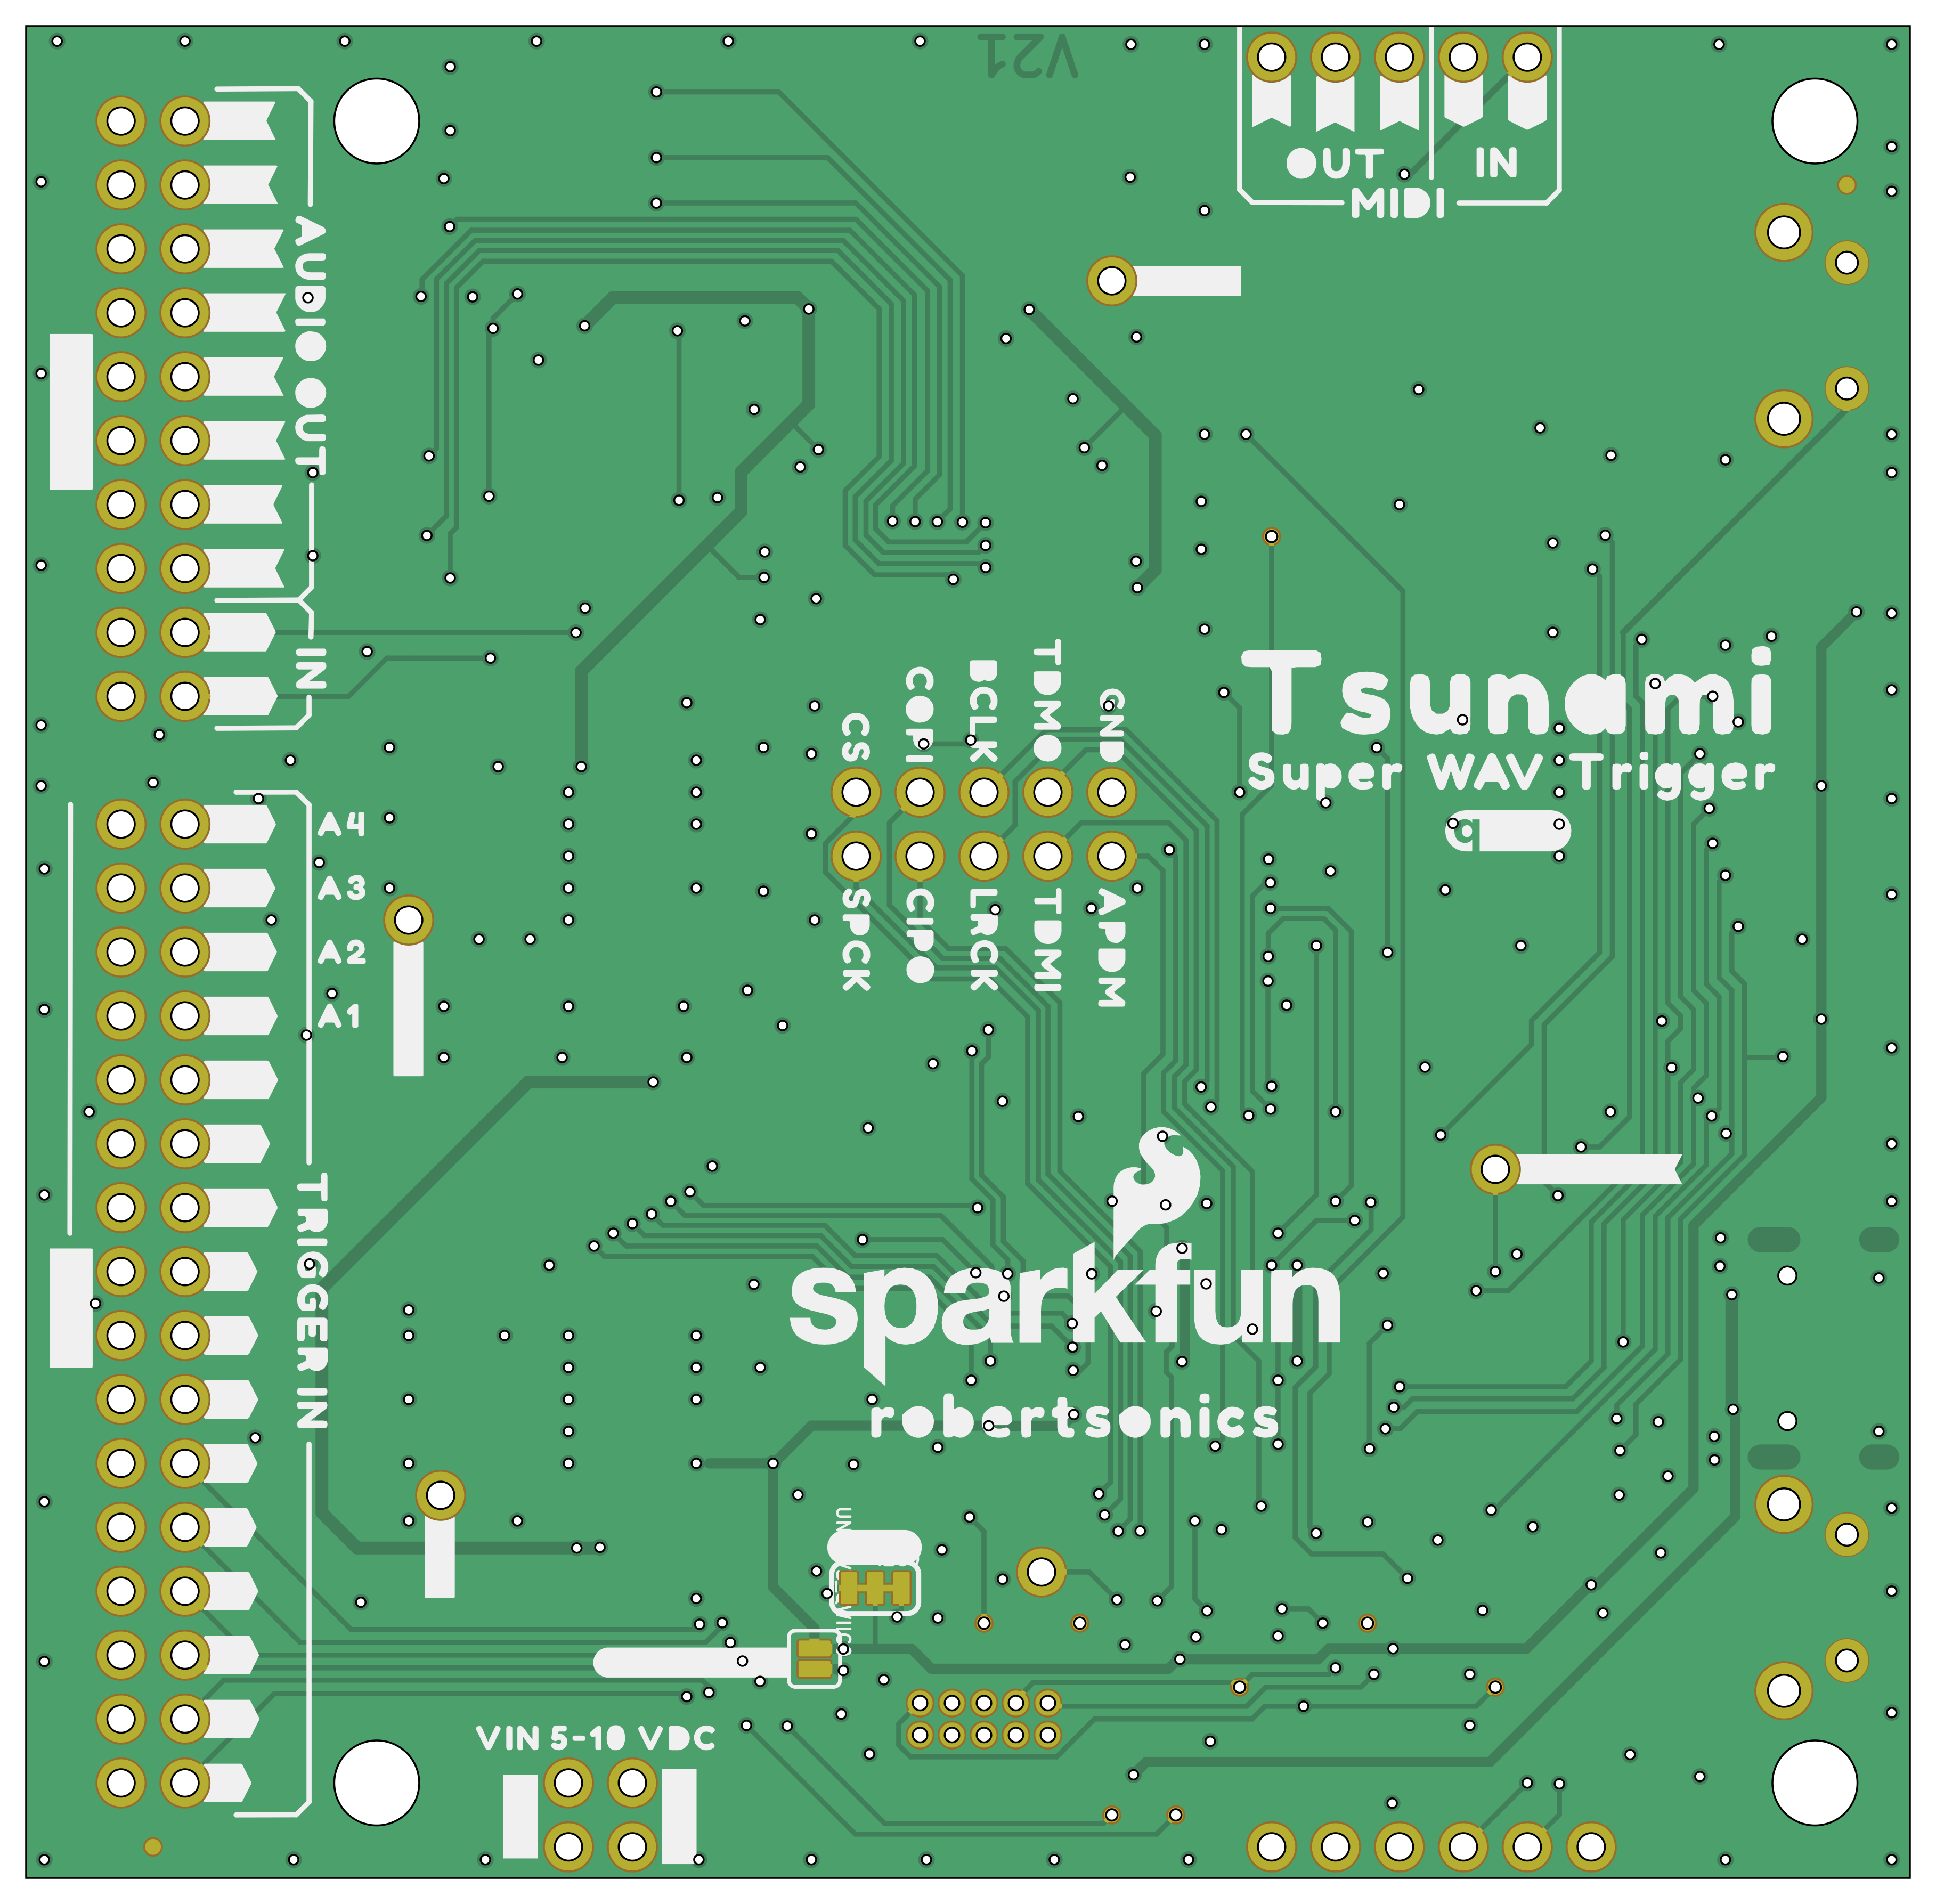 V21
OUT
IN
MIDI
AUDIO OUT
IN
CS
COPI
BCLK
TDMO
GND
SPCK
CIPO
LRCK
TDMI
APDM
Tsunami
Super WAV Trigger
A4
A3
A2
A1
TRIGGER IN
sparkfun
robertsonics
VIN 5-10 VDC